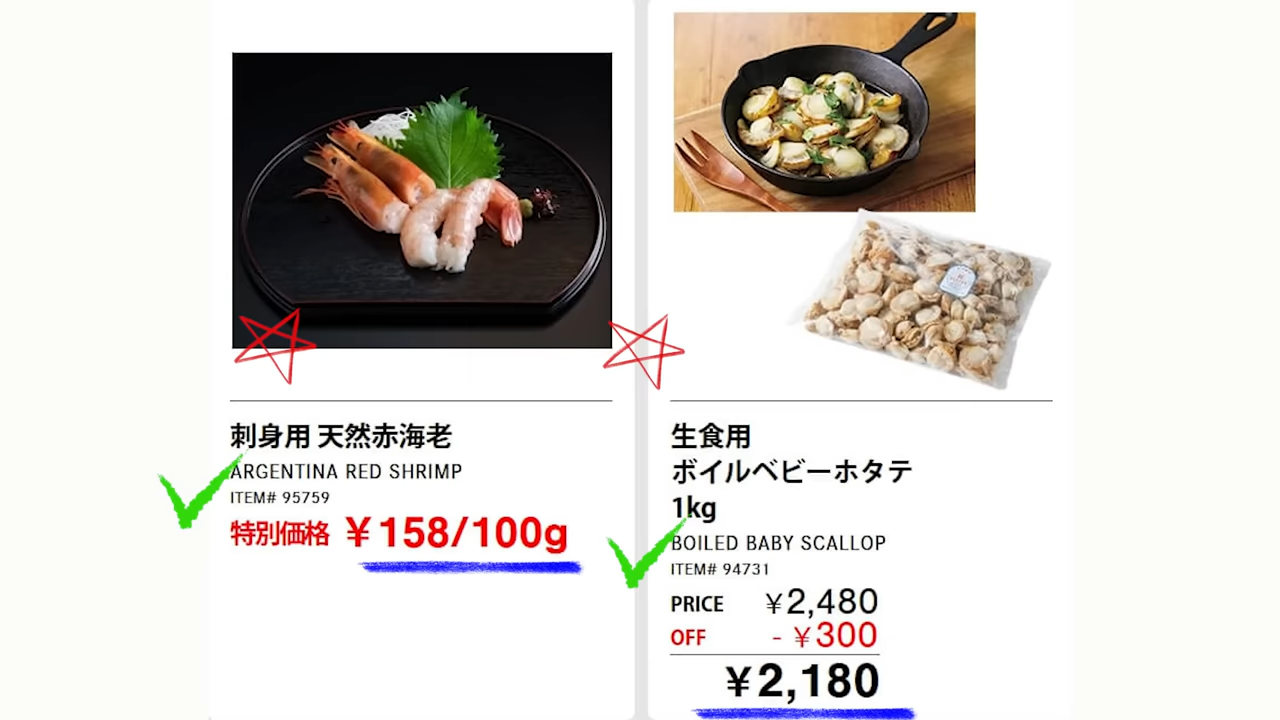 刺身用 天然赤海老
ARGENTINA RED SHRIMP
ITEM# 95759
特別価格 ¥158/100g
生食用
ボイルベビーホタテ
1kg
BOILED BABY SCALLOP
ITEM# 94731
PRICE ¥2,480
OFF - ¥300
¥2,180